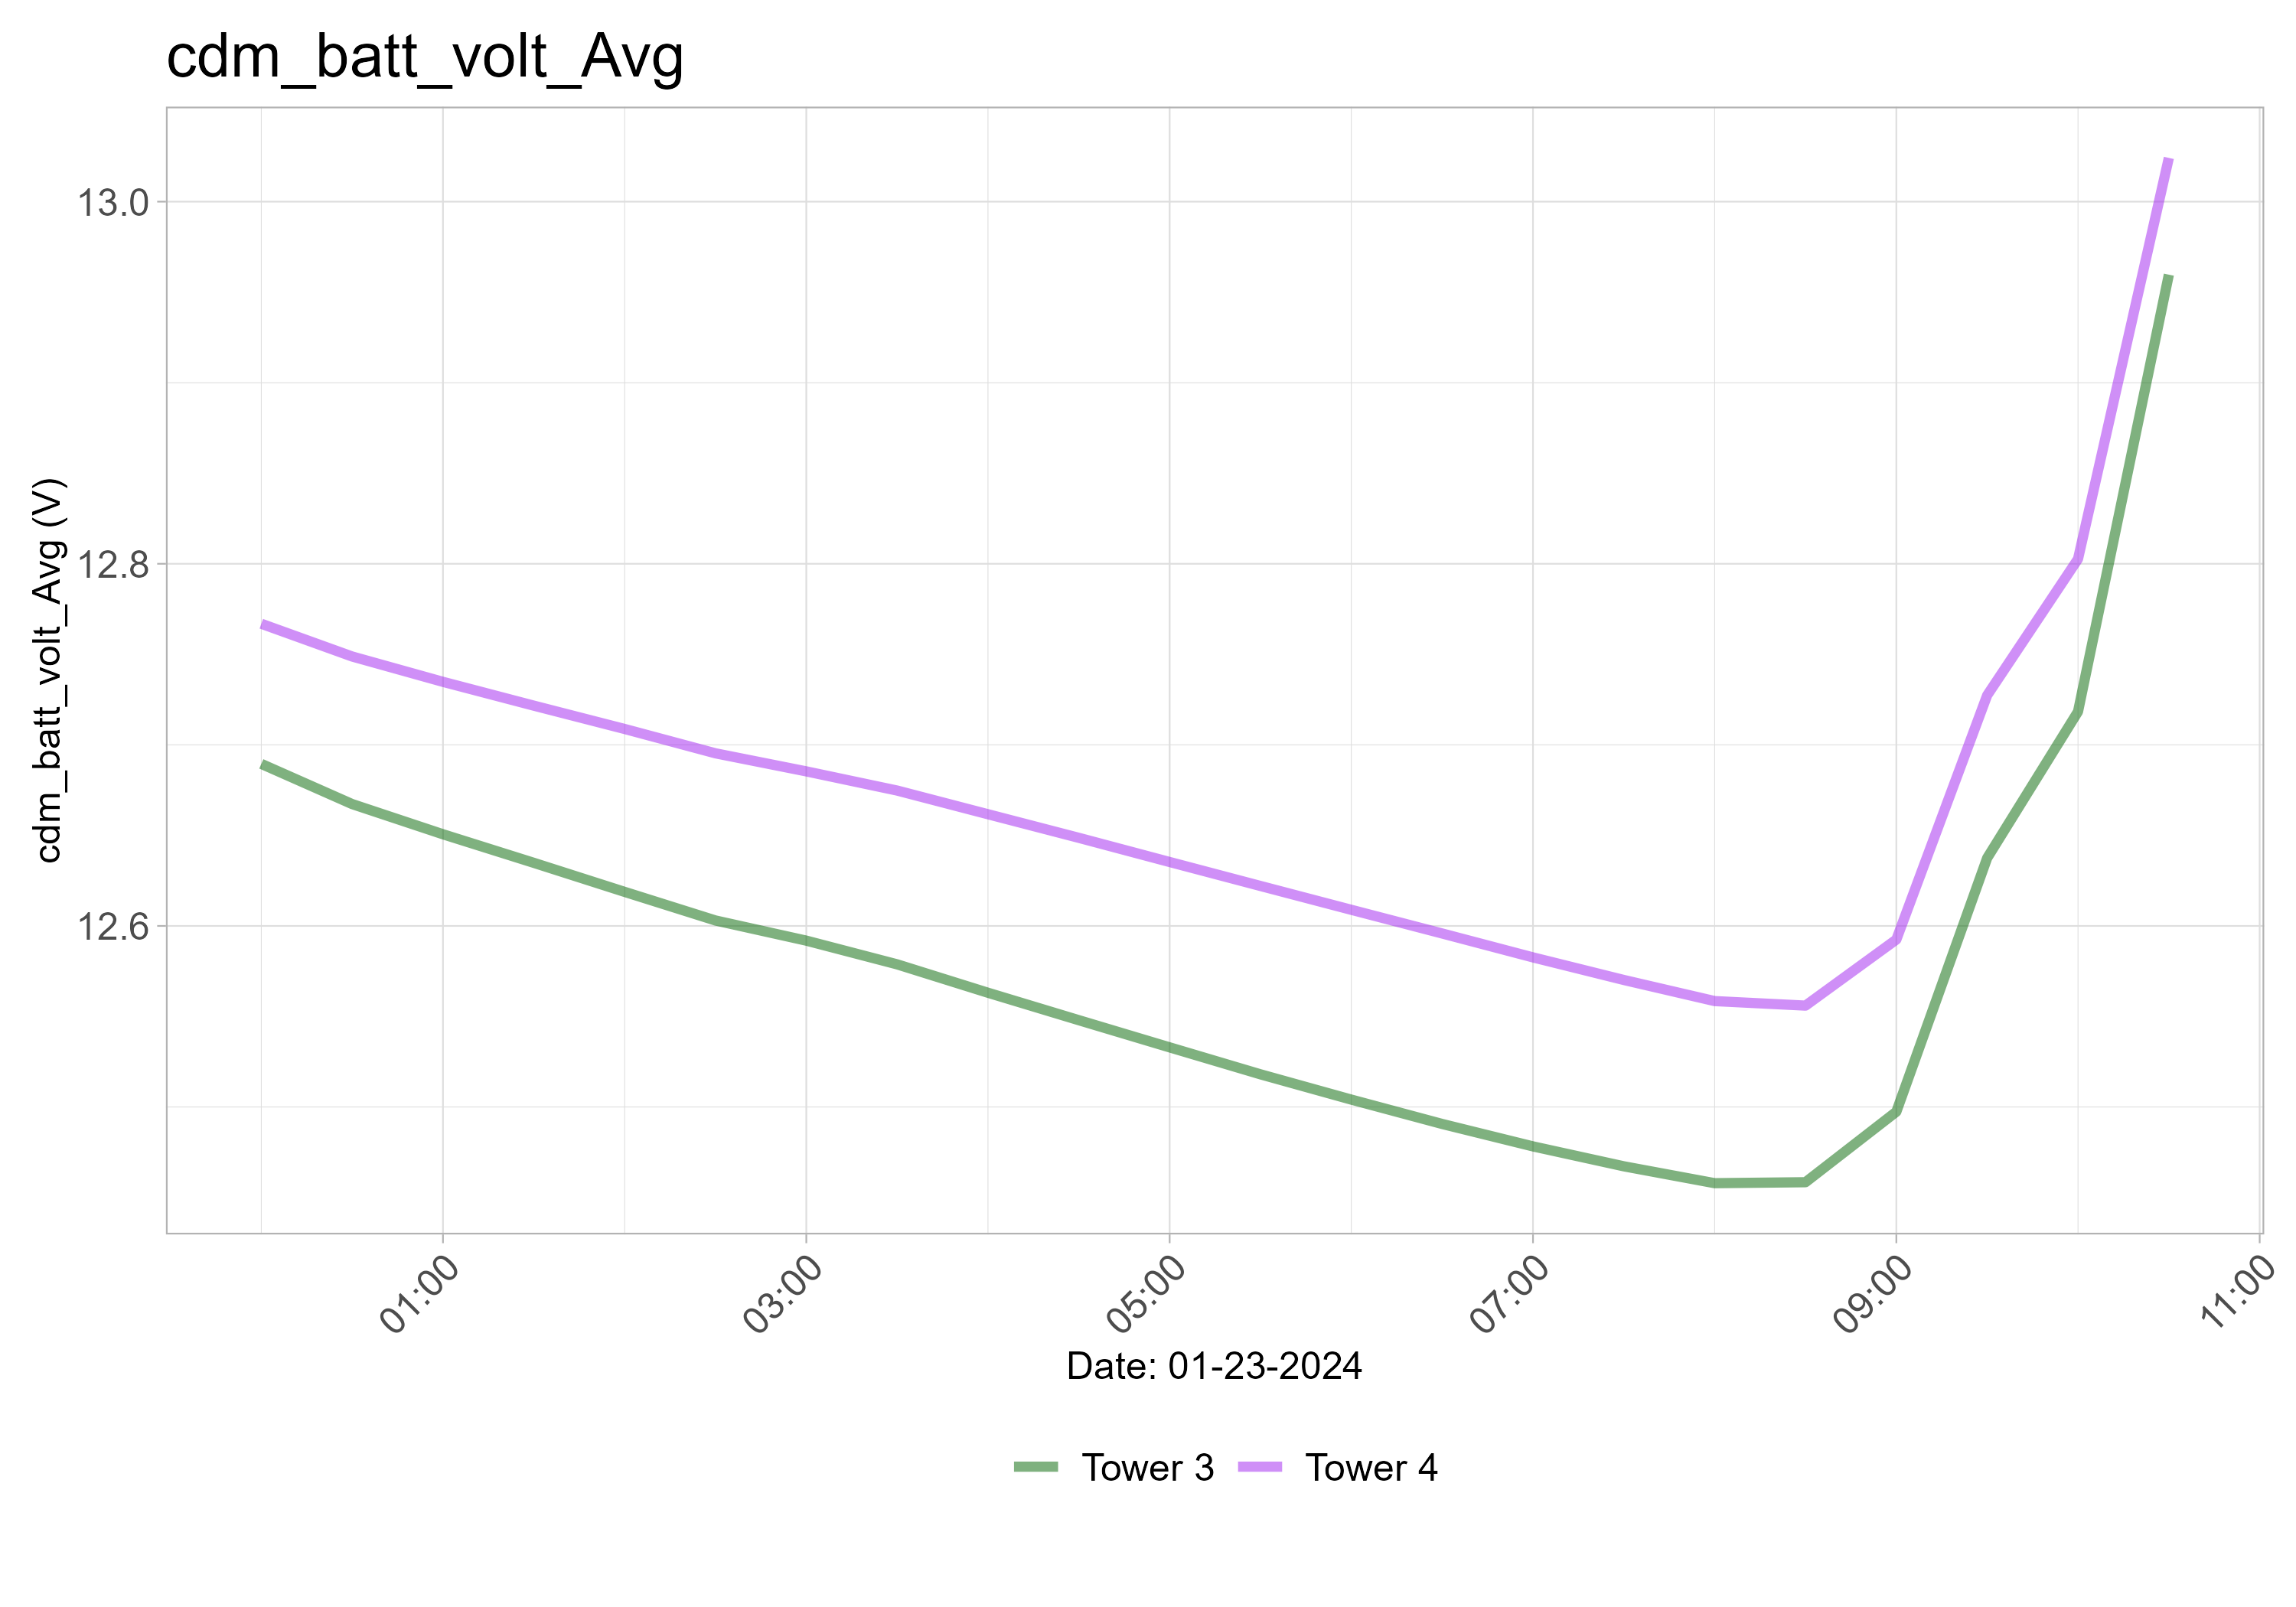 cdm_batt_volt_Avg
cdm_batt_volt_Avg (V)
13.0
12.8
12.6
01:00
03:00
05:00
07:00
09:00
11:00
Date: 01-23-2024
Tower 3
Tower 4